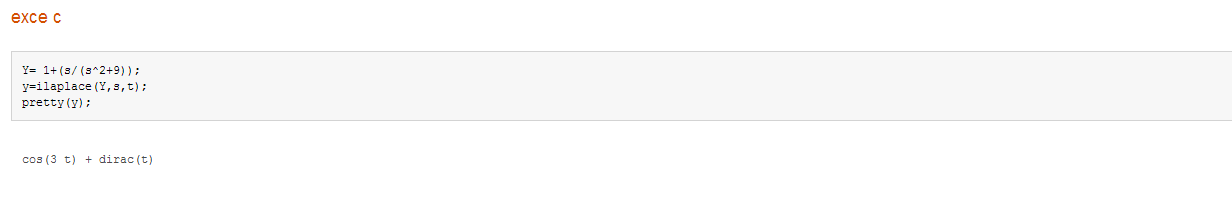 exce c
Y= 1+(s/(s^2+9));
y=ilaplace(Y,s,t);
pretty(y);
cos(3 t) + dirac(t)